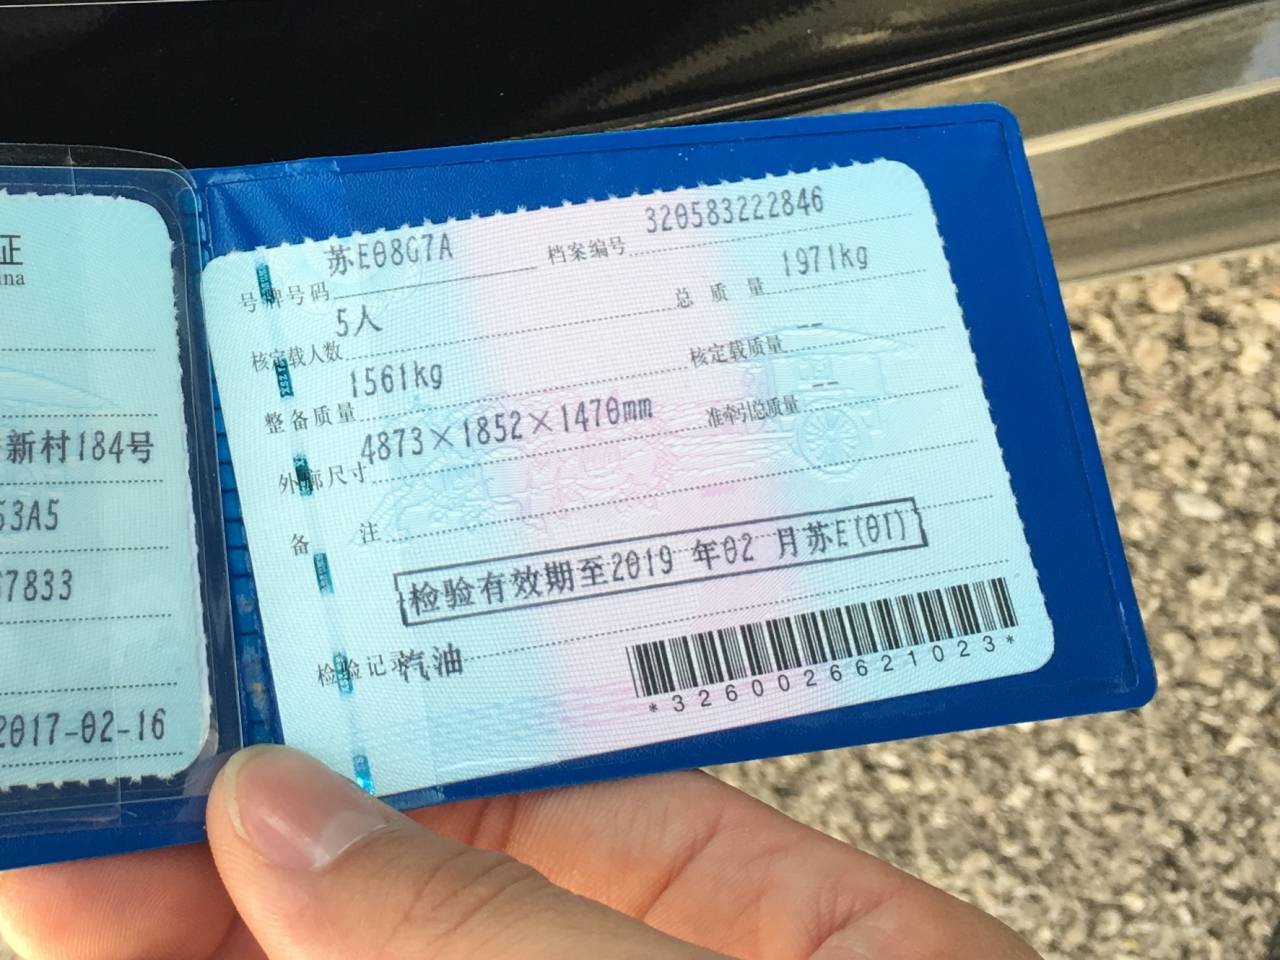 证
ina
新村184号
53A5
67833
2017-02-16
号牌号码 苏E08G7A 档案编号 320583222846
核定载人数 5人 总质量 1971kg
整备质量 1561kg 核定载质量 --
外廓尺寸 4873×1852×1470mm 准牵引总质量 --
备注
检验有效期至2019 年02 月苏E(01)
检验记录 汽油
*3260026621023*